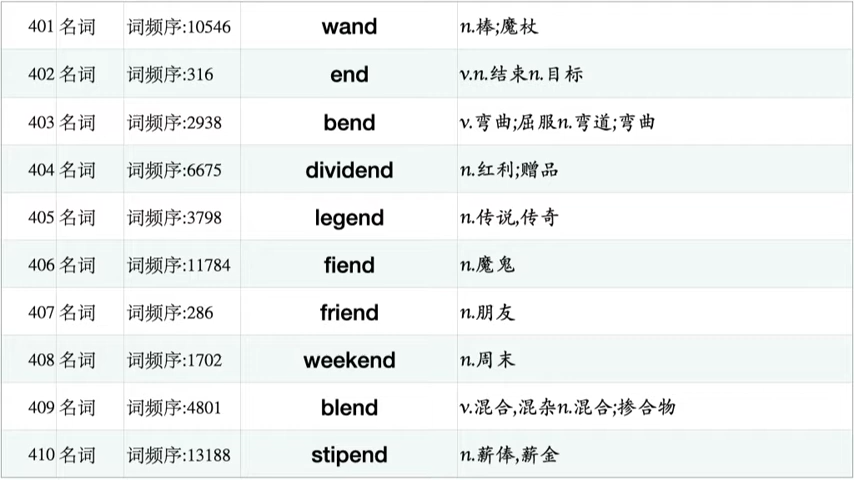 401 名词 词频序:10546 wand n.棒;魔杖
402 名词 词频序:316 end v.n.结束n.目标
403 名词 词频序:2938 bend v.弯曲;屈服n.弯道;弯曲
404 名词 词频序:6675 dividend n.红利;赠品
405 名词 词频序:3798 legend n.传说,传奇
406 名词 词频序:11784 fiend n.魔鬼
407 名词 词频序:286 friend n.朋友
408 名词 词频序:1702 weekend n.周末
409 名词 词频序:4801 blend v.混合,混杂n.混合;掺合物
410 名词 词频序:13188 stipend n.薪俸,薪金